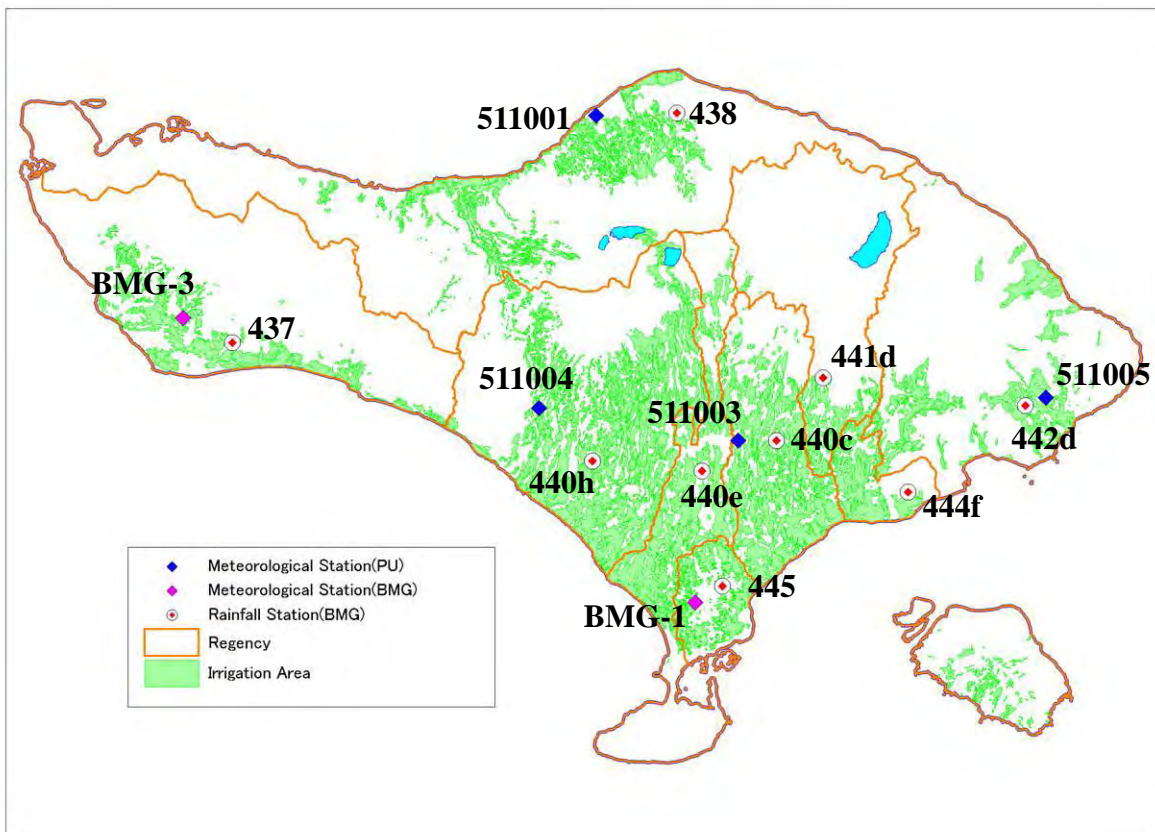 511001
438
BMG-3
437
441d
511004
511005
511003
440c
442d
440h
440e
444f
445
BMG-1
Meteorological Station(PU)
Meteorological Station(BMG)
Rainfall Station(BMG)
Regency
Irrigation Area